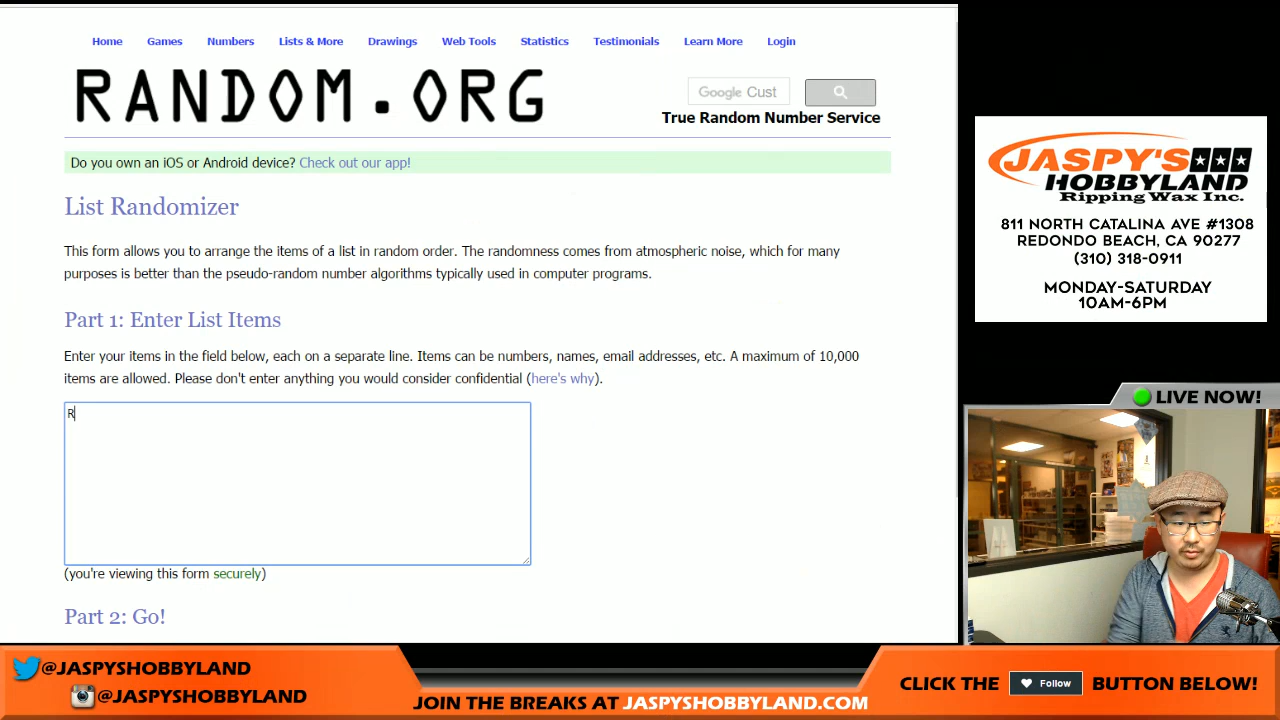 Home Games Numbers Lists & More Drawings Web Tools Statistics Testimonials Learn More Login
RANDOM.ORG
Google Cust
True Random Number Service
Do you own an iOS or Android device? Check out our app!
List Randomizer
This form allows you to arrange the items of a list in random order. The randomness comes from atmospheric noise, which for many
purposes is better than the pseudo-random number algorithms typically used in computer programs.
Part 1: Enter List Items
Enter your items in the field below, each on a separate line. Items can be numbers, names, email addresses, etc. A maximum of 10,000
items are allowed. Please don't enter anything you would consider confidential (here's why).
R
(you're viewing this form securely)
Part 2: Go!
JASPY'S
HOBBYLAND
Ripping Wax Inc.
811 NORTH CATALINA AVE #1308
REDONDO BEACH, CA 90277
(310) 318-0911
MONDAY-SATURDAY
10AM-6PM
LIVE NOW!
@JASPYSHOBBYLAND
@JASPYSHOBBYLAND
JOIN THE BREAKS AT JASPYSHOBBYLAND.COM
CLICK THE Follow BUTTON BELOW!